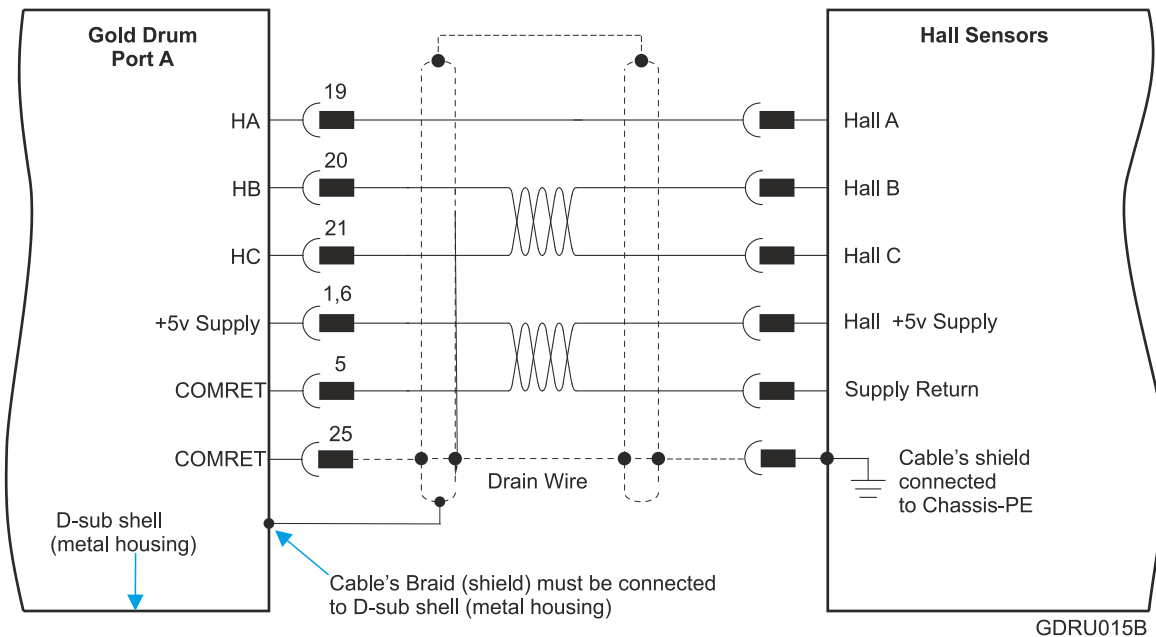 Gold Drum
Port A
Hall Sensors
19
HA
Hall A
20
HB
Hall B
21
HC
Hall C
1,6
+5v Supply
Hall +5v Supply
5
COMRET
Supply Return
25
COMRET
Drain Wire
Cable's shield
connected
to Chassis-PE
D-sub shell
(metal housing)
Cable's Braid (shield) must be connected
to D-sub shell (metal housing)
GDRU015B